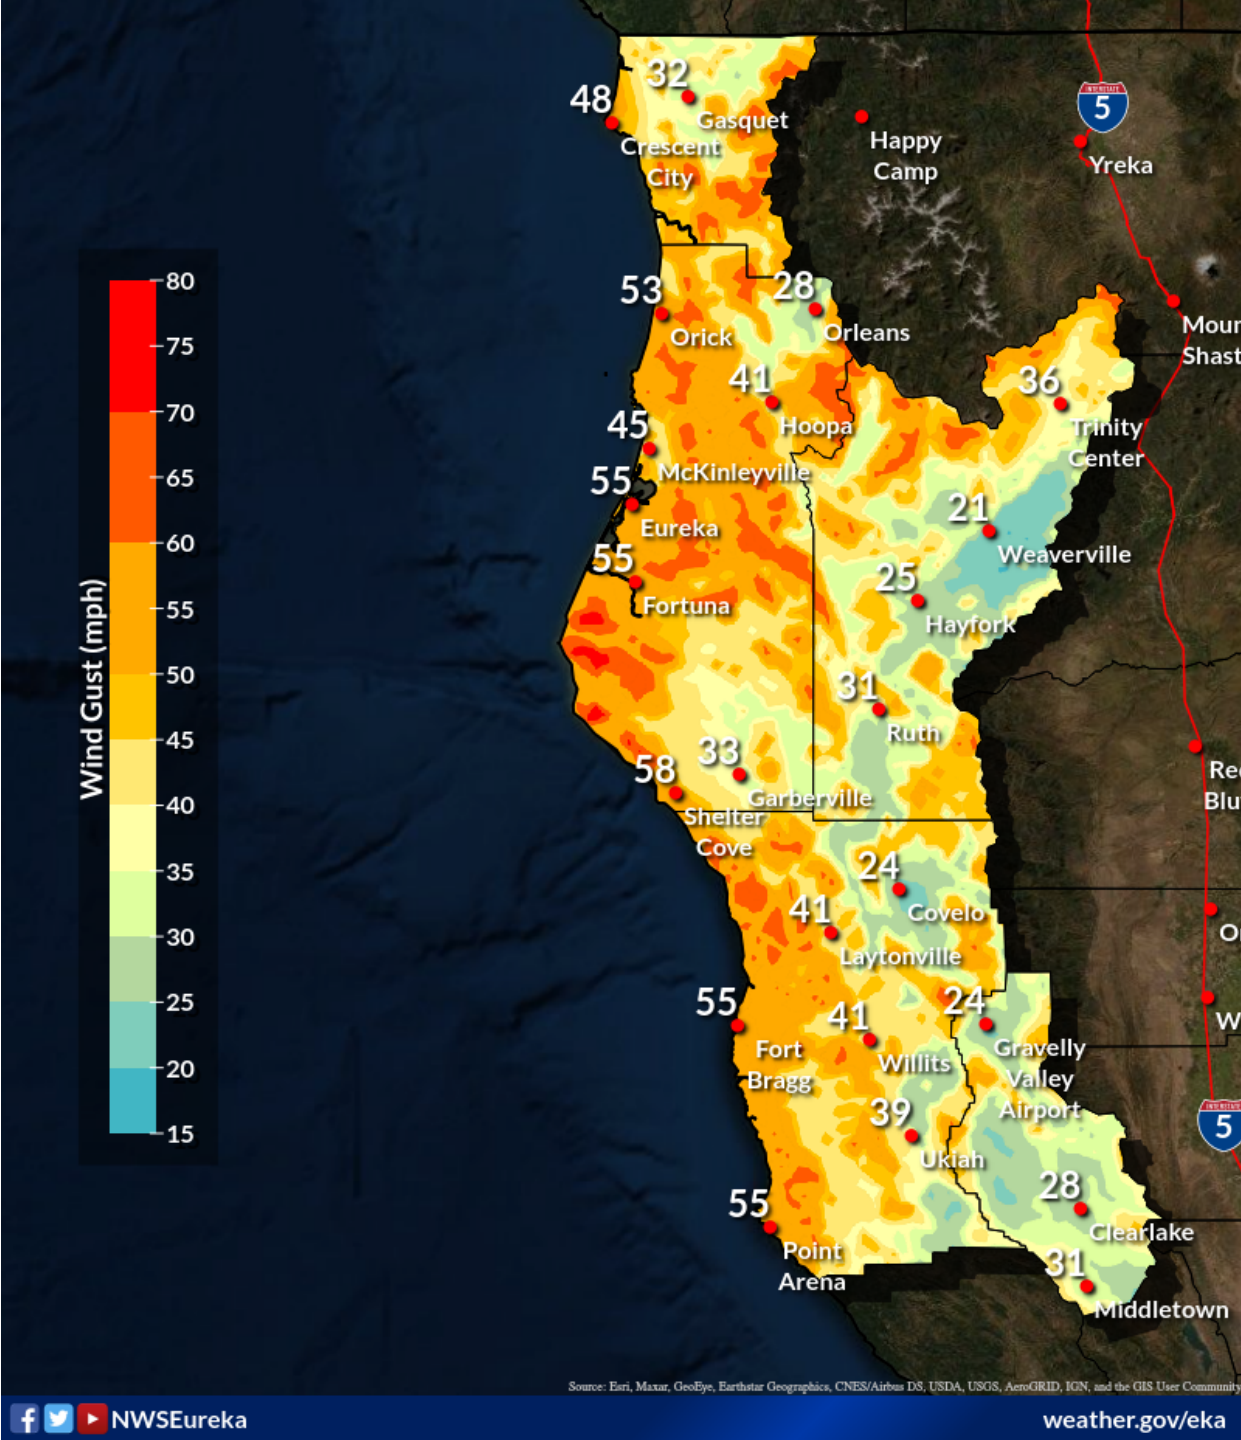 32
Gasquet
48
Crescent
City
Happy
Camp
INTERSTATE
5
Yreka
53
Orick
28
Orleans
Moun
Shast
41
Hoopa
36
Trinity
Center
45
McKinleyville
55
Eureka
21
Weaverville
55
Fortuna
25
Hayfork
31
Ruth
33
Garberville
58
Shelter
Cove
Red
Blu
24
Covelo
41
Laytonville
55
Fort
Bragg
41
Willits
24
Gravelly
Valley
Airport
39
Ukiah
INTERSTATE
5
28
Clearlake
55
Point
Arena
31
Middletown
Wind Gust (mph)
80
75
70
65
60
55
50
45
40
35
30
25
20
15
Source: Esri, Maxar, GeoEye, Earthstar Geographics, CNES/Airbus DS, USDA, USGS, AeroGRID, IGN, and the GIS User Community
NWSEureka
weather.gov/eka